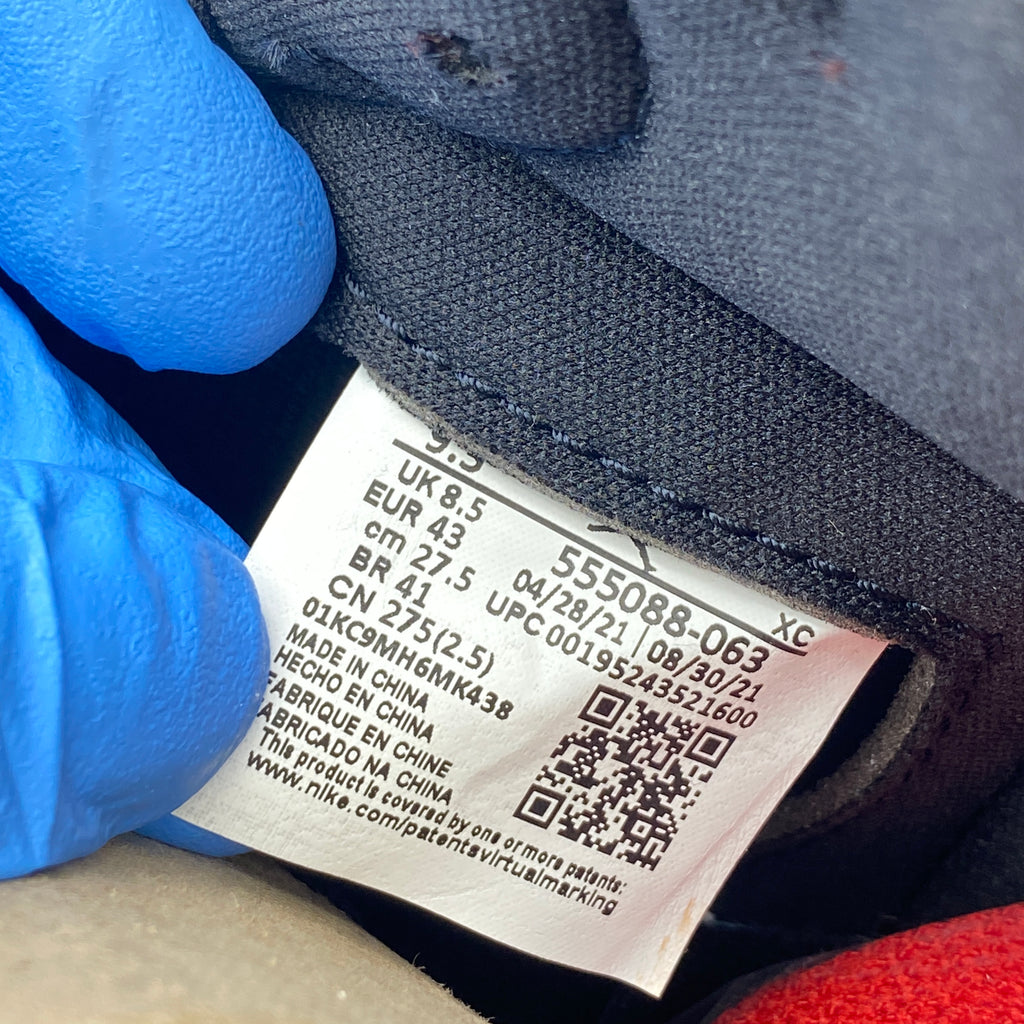 9.5
UK 8.5
EUR 43
cm 27.5
BR 41
CN 275(2.5)
01KC9MH6MK438
MADE IN CHINA
HECHO EN CHINA
FABRIQUE EN CHINE
FABRICADO NA CHINA
This product is covered by one or more patents:
www.nike.com/patentsvirtualmarking
XC
555088-063
04/28/21 | 08/30/21
UPC 00195243521600